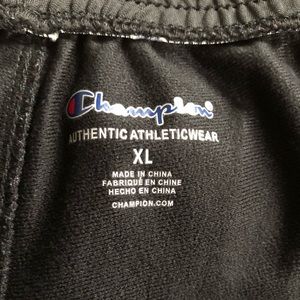 Champion
AUTHENTIC ATHLETICWEAR
XL
MADE IN CHINA
FABRIQUÉ EN CHINE
HECHO EN CHINA
CHAMPION.COM